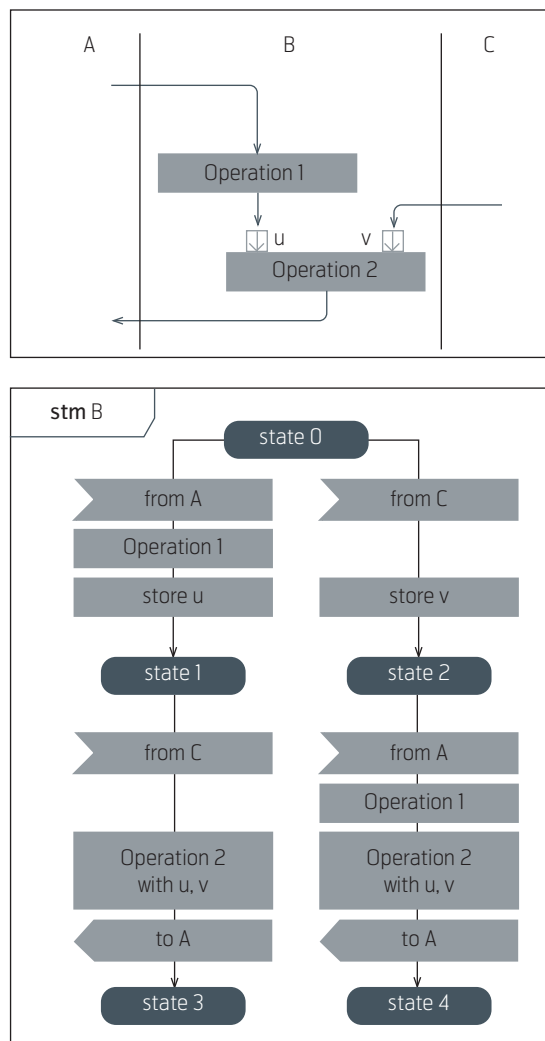 A B C
Operation 1
u v
Operation 2
stm B
state 0
from A from C
Operation 1
store u store v
state 1 state 2
from C from A
Operation 1
Operation 2 Operation 2
with u, v with u, v
to A to A
state 3 state 4